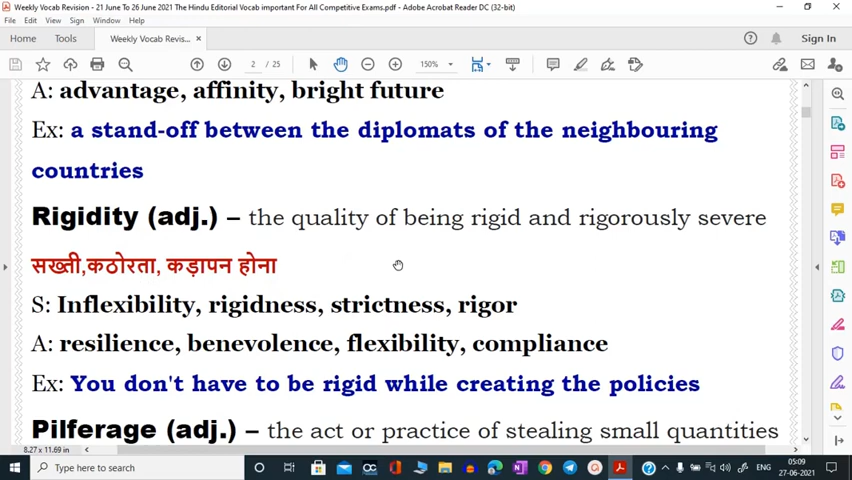 Weekly Vocab Revision - 21 June To 26 June 2021 The Hindu Editorial Vocab important For All Competitive Exams.pdf - Adobe Acrobat Reader DC (32-bit)
File Edit View Sign Window Help
Home Tools Weekly Vocab Revis... × Sign In
2 / 25 150%
A: advantage, affinity, bright future
Ex: a stand-off between the diplomats of the neighbouring
countries
Rigidity (adj.) – the quality of being rigid and rigorously severe
सख्ती,कठोरता, कड़ापन होना
S: Inflexibility, rigidness, strictness, rigor
A: resilience, benevolence, flexibility, compliance
Ex: You don't have to be rigid while creating the policies
Pilferage (adj.) – the act or practice of stealing small quantities
8.27 x 11.69 in
Type here to search ENG 05:09
27-06-2021